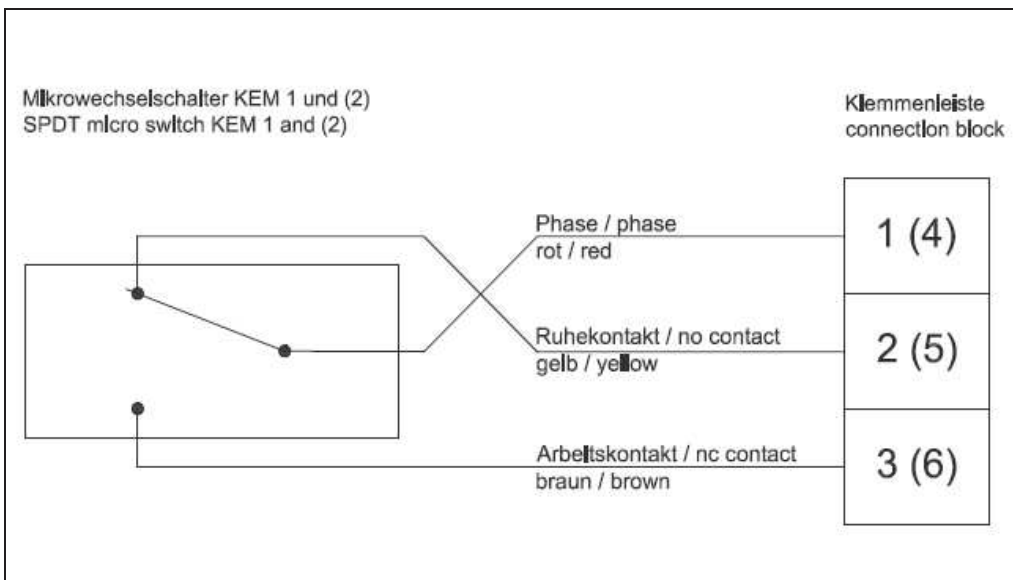 Mikrowechselschalter KEM 1 und (2)
SPDT micro switch KEM 1 and (2)
Klemmenleiste
connection block
Phase / phase
rot / red
1 (4)
Ruhekontakt / no contact
gelb / yellow
2 (5)
Arbeitskontakt / nc contact
braun / brown
3 (6)